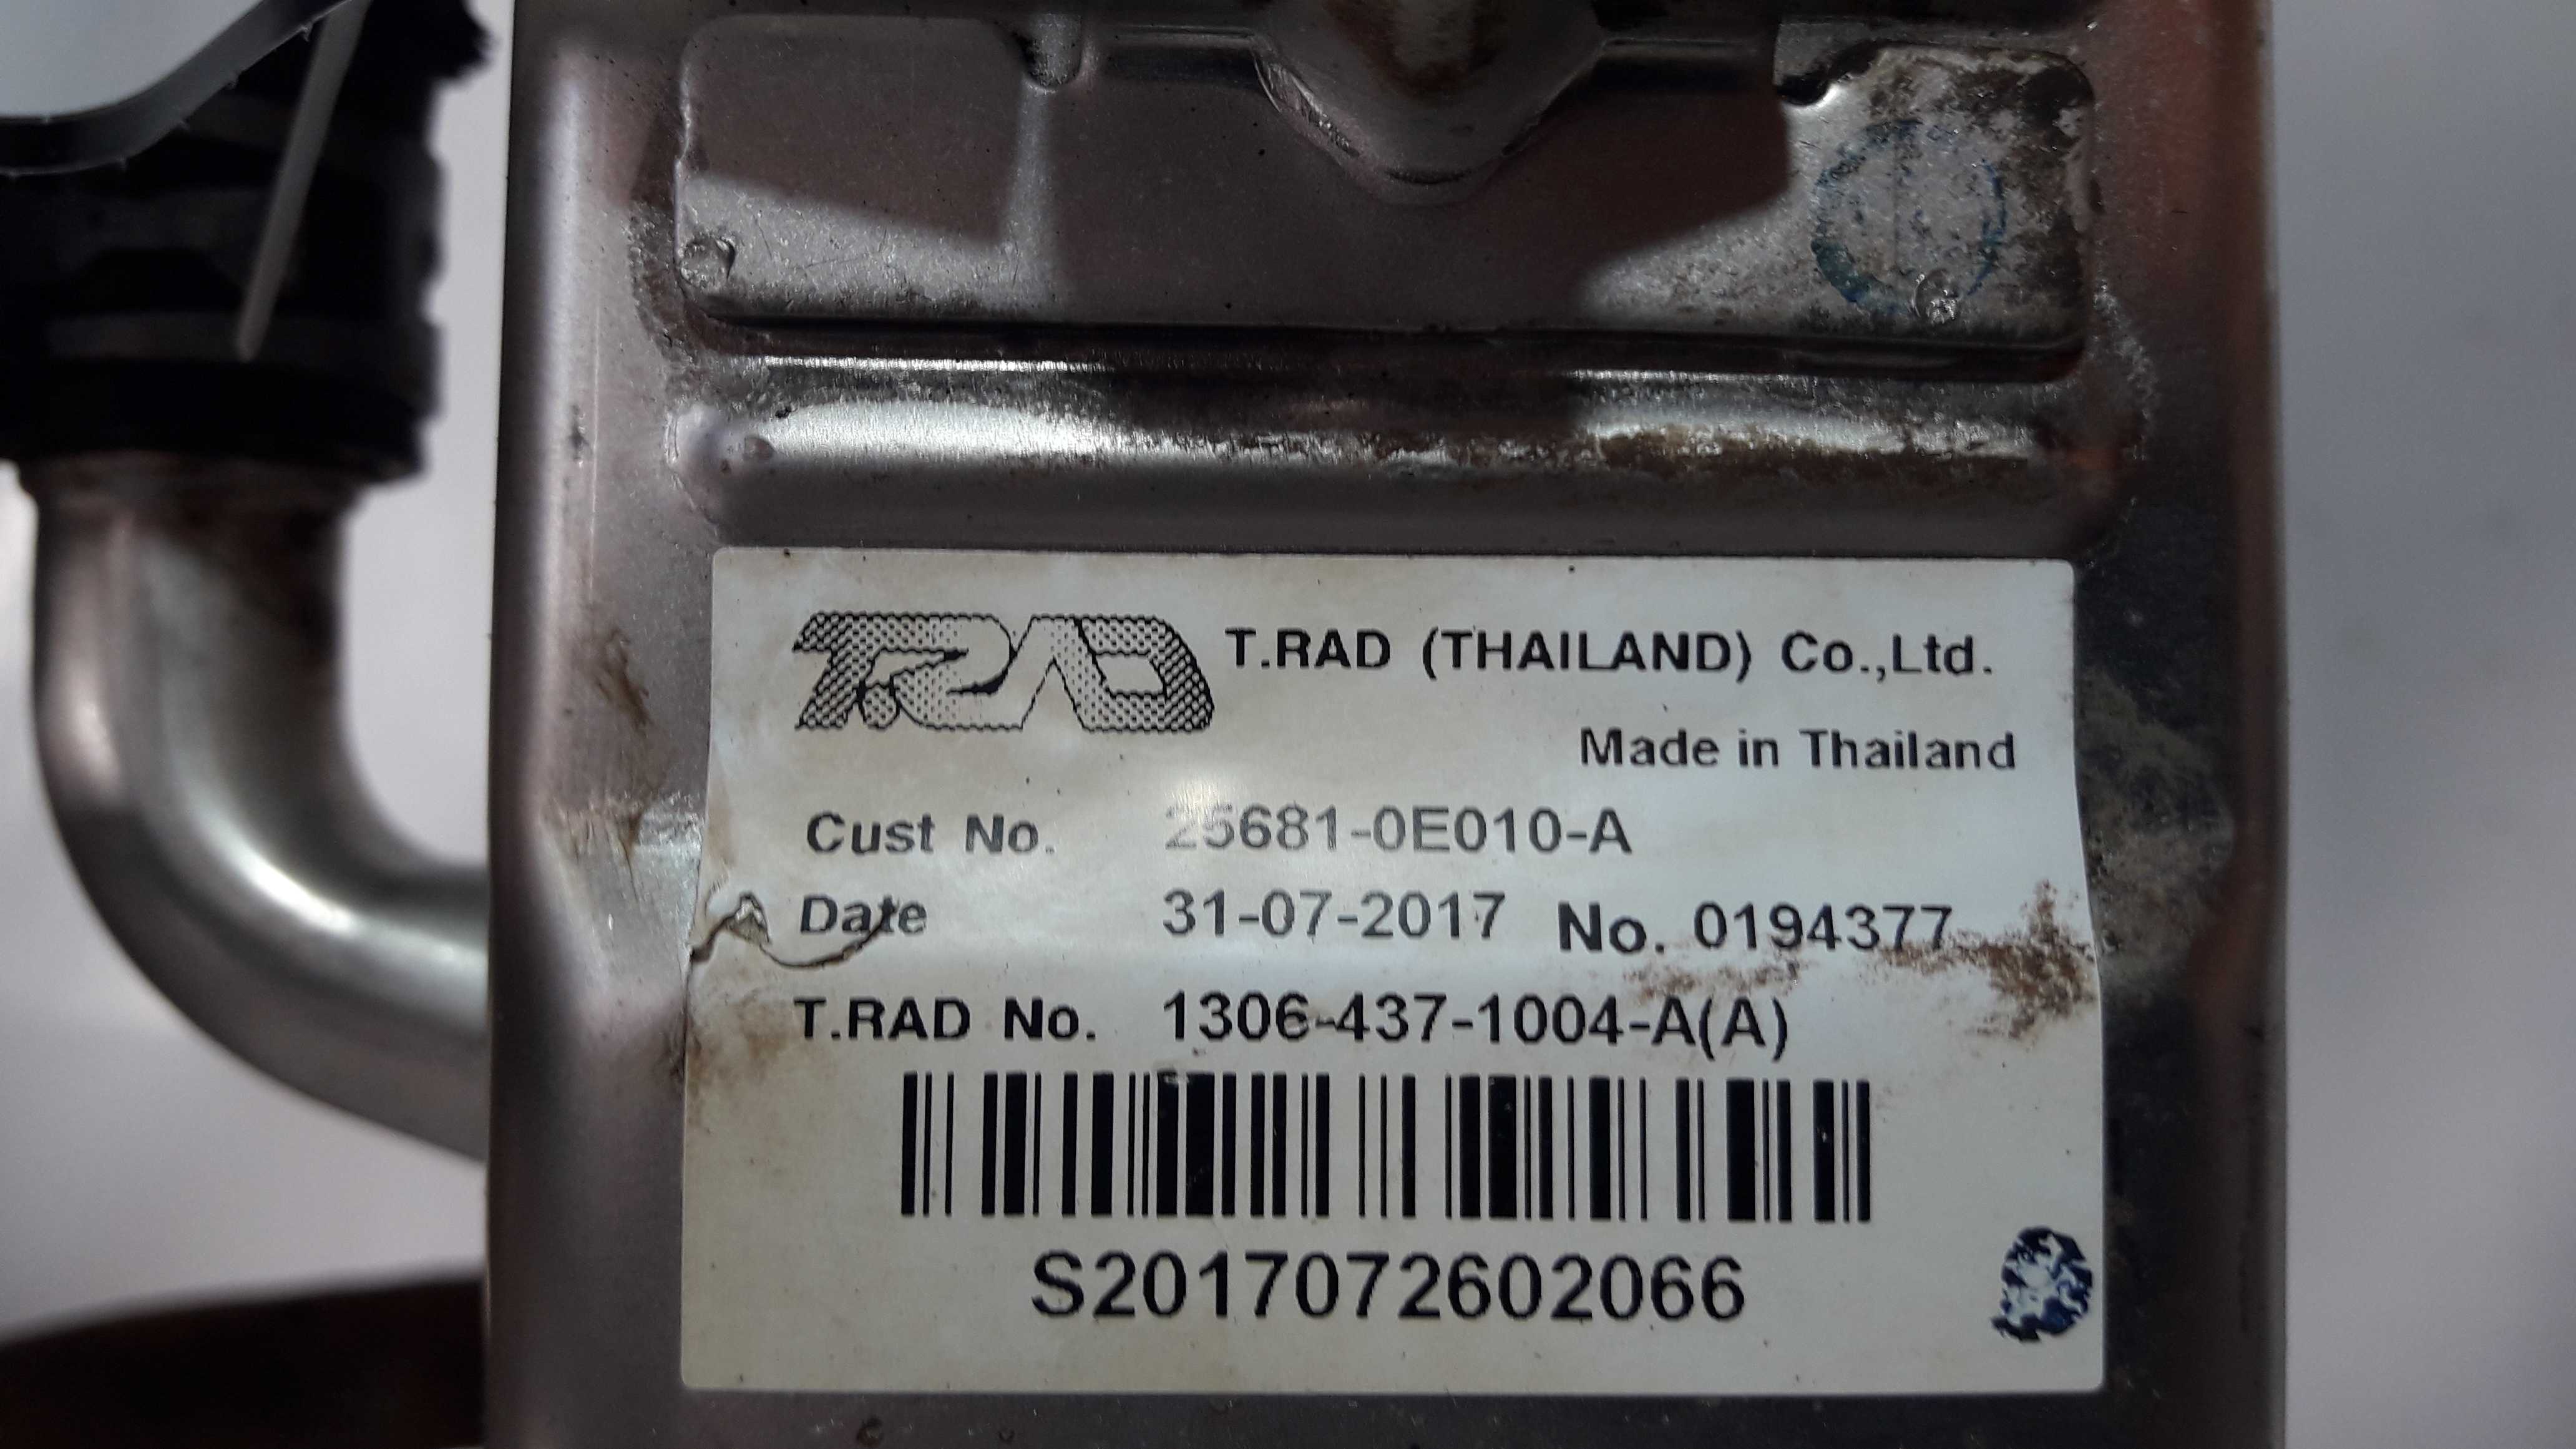 T.RAD T.RAD (THAILAND) Co.,Ltd.
Made in Thailand
Cust No. 25681-0E010-A
Date 31-07-2017 No. 0194377
T.RAD No. 1306-437-1004-A(A)
S2017072602066